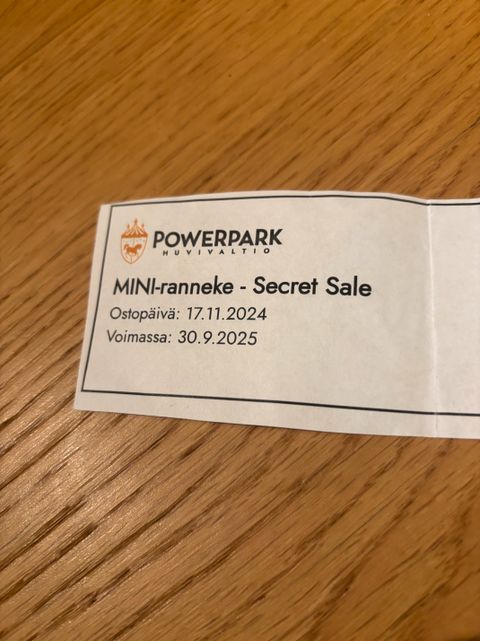 POWERPARK
HUVIVALTIO
MINI-ranneke - Secret Sale
Ostopäivä: 17.11.2024
Voimassa: 30.9.2025